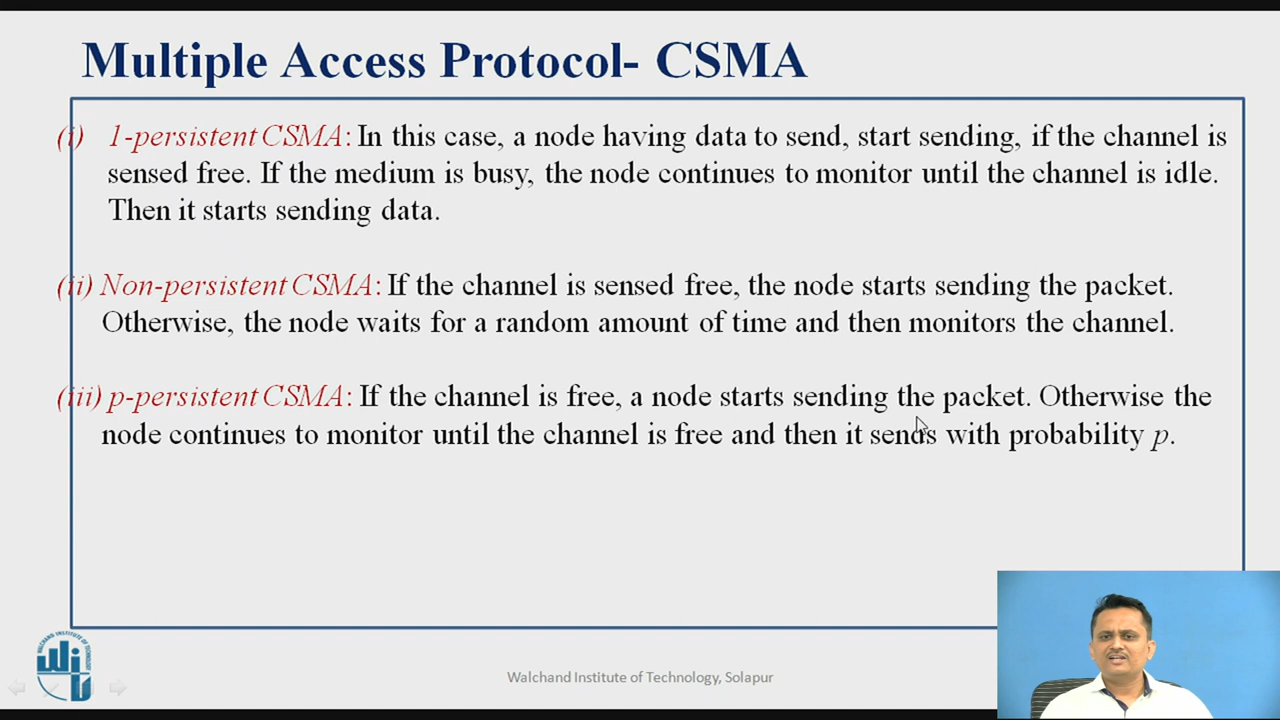 Multiple Access Protocol- CSMA
(i) 1-persistent CSMA: In this case, a node having data to send, start sending, if the channel is
sensed free. If the medium is busy, the node continues to monitor until the channel is idle.
Then it starts sending data.
(ii) Non-persistent CSMA: If the channel is sensed free, the node starts sending the packet.
Otherwise, the node waits for a random amount of time and then monitors the channel.
(iii) p-persistent CSMA: If the channel is free, a node starts sending the packet. Otherwise the
node continues to monitor until the channel is free and then it sends with probability p.
WALCHAND INSTITUTE OF TECHNOLOGY
Walchand Institute of Technology, Solapur